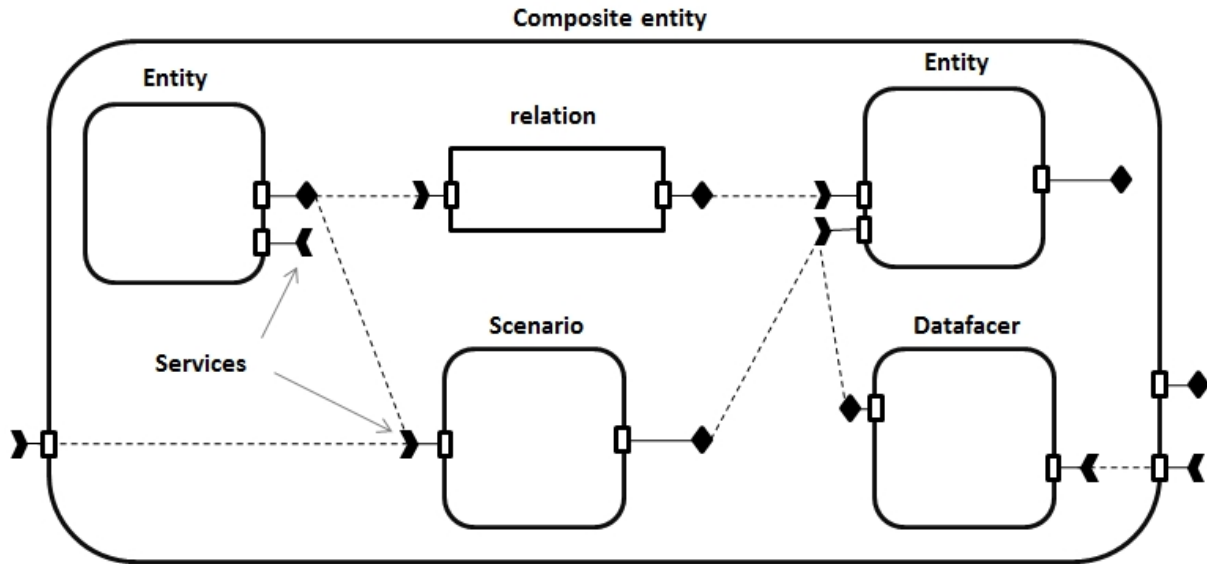 Composite entity
Entity
Entity
relation
Scenario
Datafacer
Services